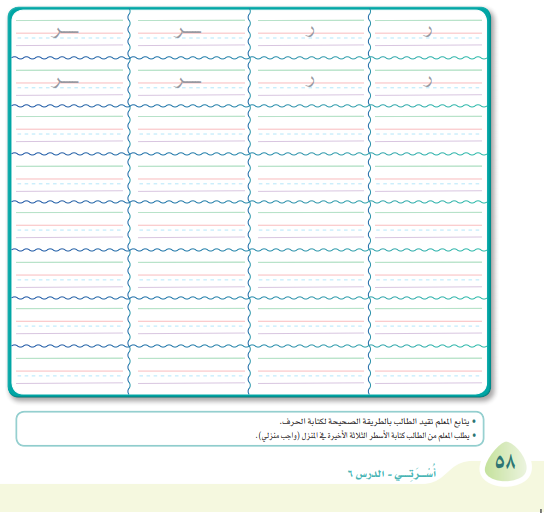 ر ر ـر ـر
ر ر ـر ـر
• يتابع المعلم تقيد الطالب بالطريقة الصحيحة لكتابة الحرف.
• يطلب المعلم من الطالب كتابة الأسطر الثلاثة الأخيرة في المنزل (واجب منزلي).
٥٨
أُسْـرَتِـــي - الدرس ٦